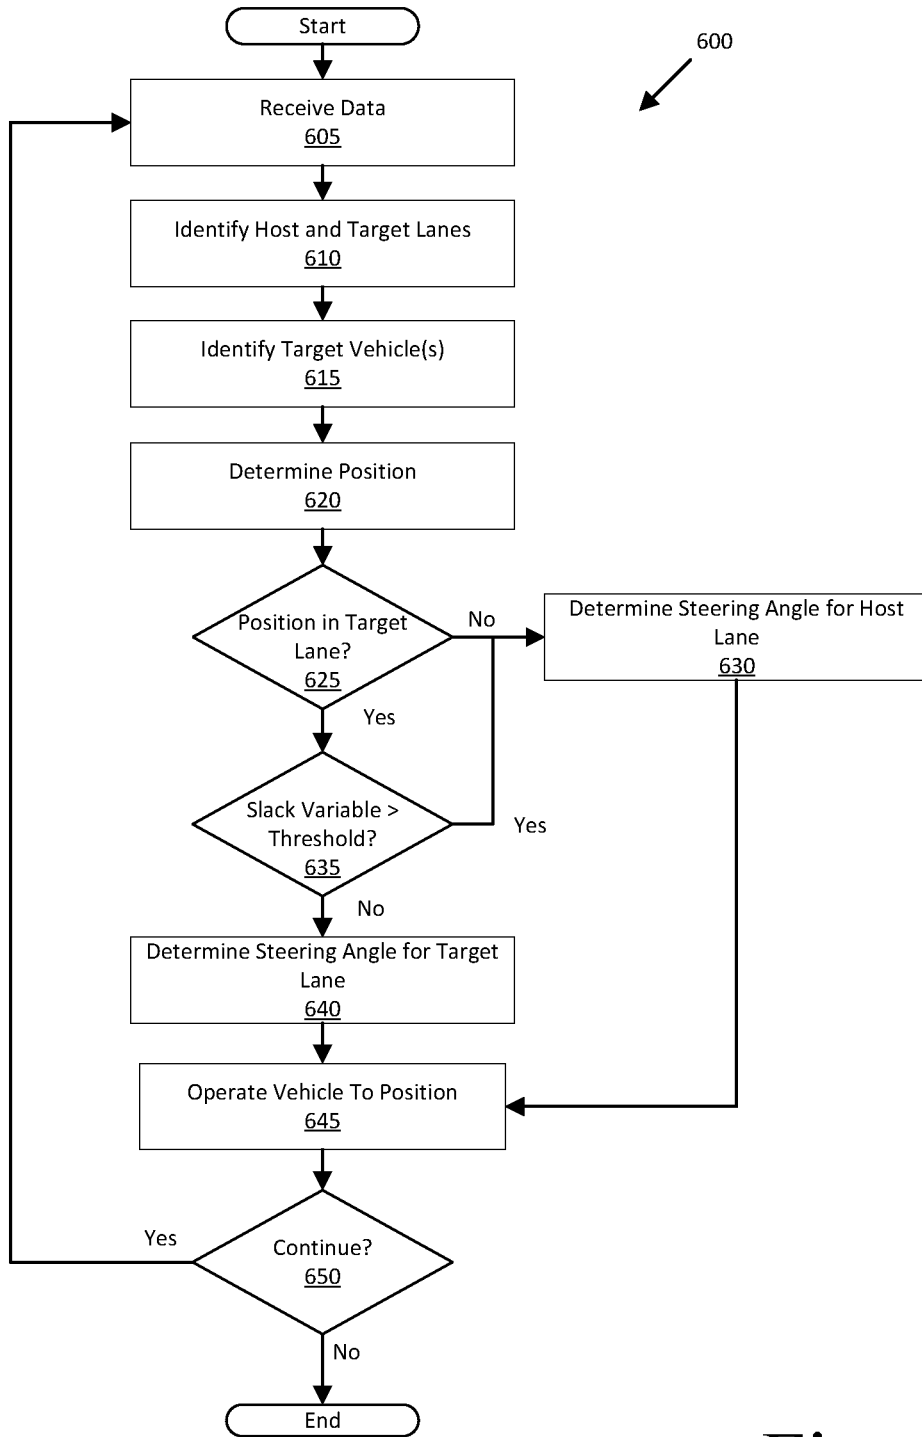 Start
600
Receive Data
605
Identify Host and Target Lanes
610
Identify Target Vehicle(s)
615
Determine Position
620
Position in Target
Lane?
625
No
Determine Steering Angle for Host
Lane
630
Yes
Slack Variable >
Threshold?
635
Yes
No
Determine Steering Angle for Target
Lane
640
Operate Vehicle To Position
645
Yes
Continue?
650
No
End